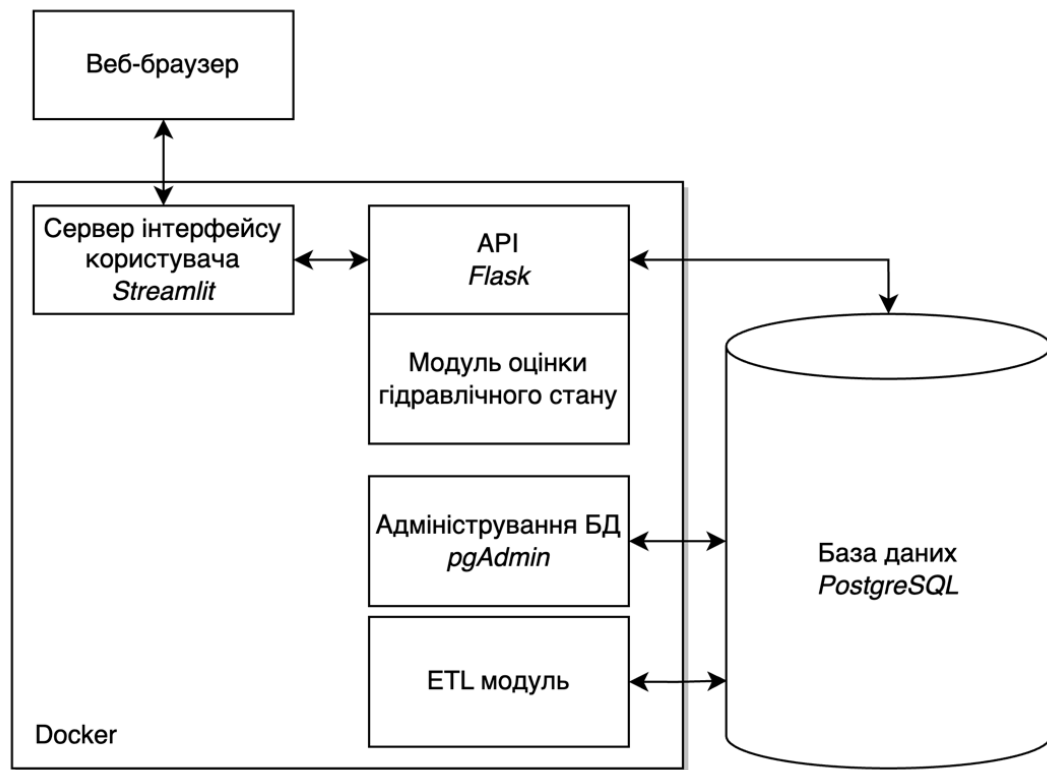 Веб-браузер
Сервер інтерфейсу
користувача
Streamlit
API
Flask
Модуль оцінки
гідравлічного стану
Адміністрування БД
pgAdmin
ETL модуль
База даних
PostgreSQL
Docker